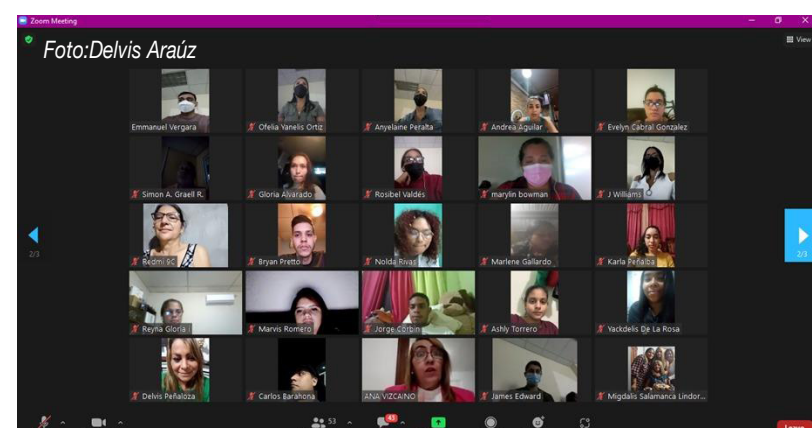 Zoom Meeting
View
Foto:Delvis Araúz
Emmanuel Vergara
Ofelia Yanelis Ortiz
Anyelaine Peralta
Andrea Aguilar
Evelyn Cabral Gonzalez
Simon A. Graell R.
Gloria Alvarado
Rosibel Valdés
marylin bowman
J Williams
Redmi 9C
Bryan Pretto
Nolda Rivas
Marlene Gallardo
Karla Peñalba
2/3
2/3
Reyna Gloria
Marvis Romero
Jorge Corbin
Ashly Torrero
Yackdelis De La Rosa
Delvis Peñaloza
Carlos Barahona
ANA VIZCAINO
James Edward
Migdalis Salamanca Lindor...
53
43
Leave